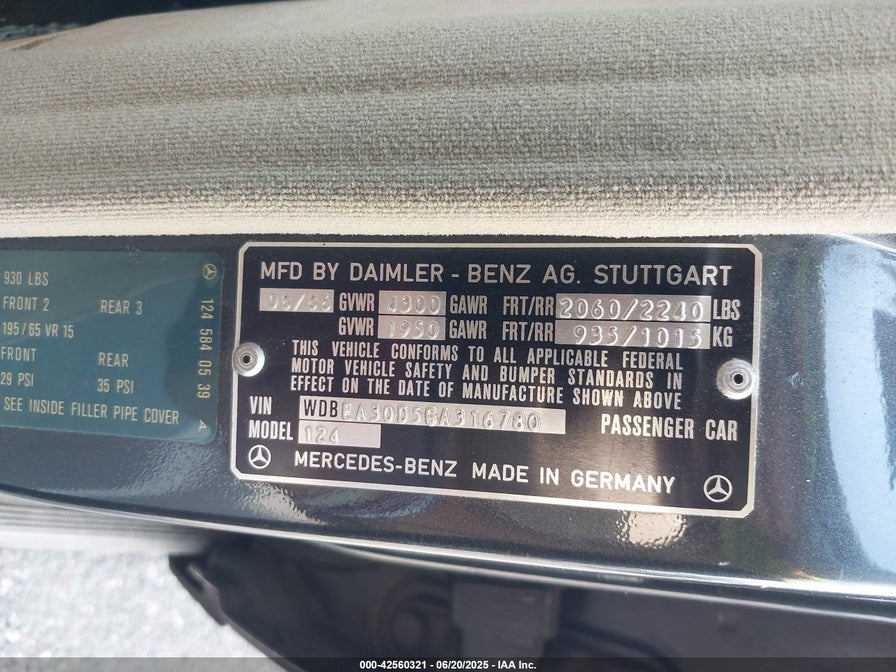 930 LBS
FRONT 2 REAR 3
195/65 VR 15
FRONT REAR
29 PSI 35 PSI
SEE INSIDE FILLER PIPE COVER
124 584 05 39 A
MFD BY DAIMLER - BENZ AG. STUTTGART
08/86 GVWR 4300 GAWR FRT/RR 2060/2240 LBS
GVWR 1950 GAWR FRT/RR 935/1015 KG
THIS VEHICLE CONFORMS TO ALL APPLICABLE FEDERAL
MOTOR VEHICLE SAFETY AND BUMPER STANDARDS IN
EFFECT ON THE DATE OF MANUFACTURE SHOWN ABOVE
VIN WDBEA30D5GA316780 PASSENGER CAR
MODEL 124
MERCEDES-BENZ MADE IN GERMANY
000-42560321 - 06/20/2025 - IAA Inc.